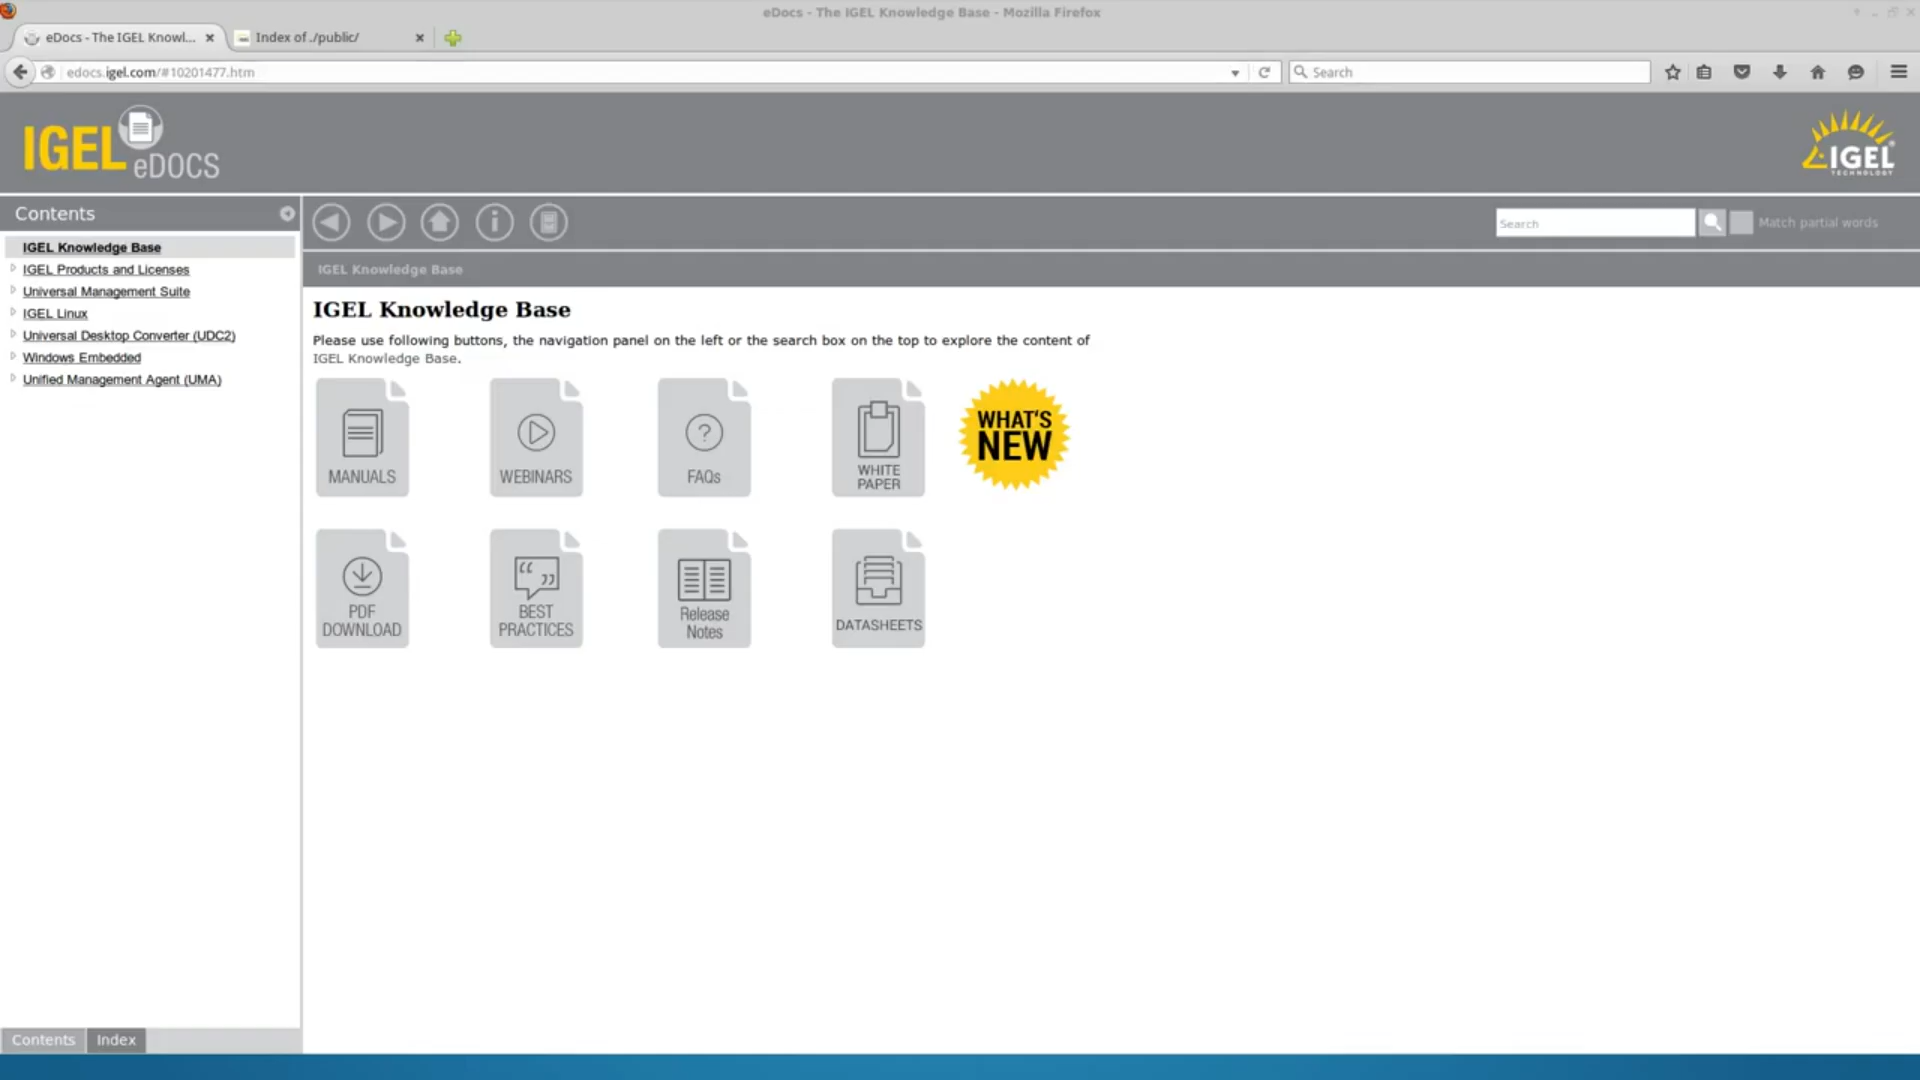 eDocs - The IGEL Knowledge Base - Mozilla Firefox
eDocs - The IGEL Knowl...
Index of ./public/
edocs.igel.com/#10201477.htm
Search
IGEL eDOCS
IGEL
TECHNOLOGY
Contents
Search
Match partial words
IGEL Knowledge Base
IGEL Products and Licenses
Universal Management Suite
IGEL Linux
Universal Desktop Converter (UDC2)
Windows Embedded
Unified Management Agent (UMA)
IGEL Knowledge Base
IGEL Knowledge Base
Please use following buttons, the navigation panel on the left or the search box on the top to explore the content of
IGEL Knowledge Base.
MANUALS
WEBINARS
FAQs
WHITE
PAPER
WHAT'S
NEW
PDF
DOWNLOAD
BEST
PRACTICES
Release
Notes
DATASHEETS
Contents
Index